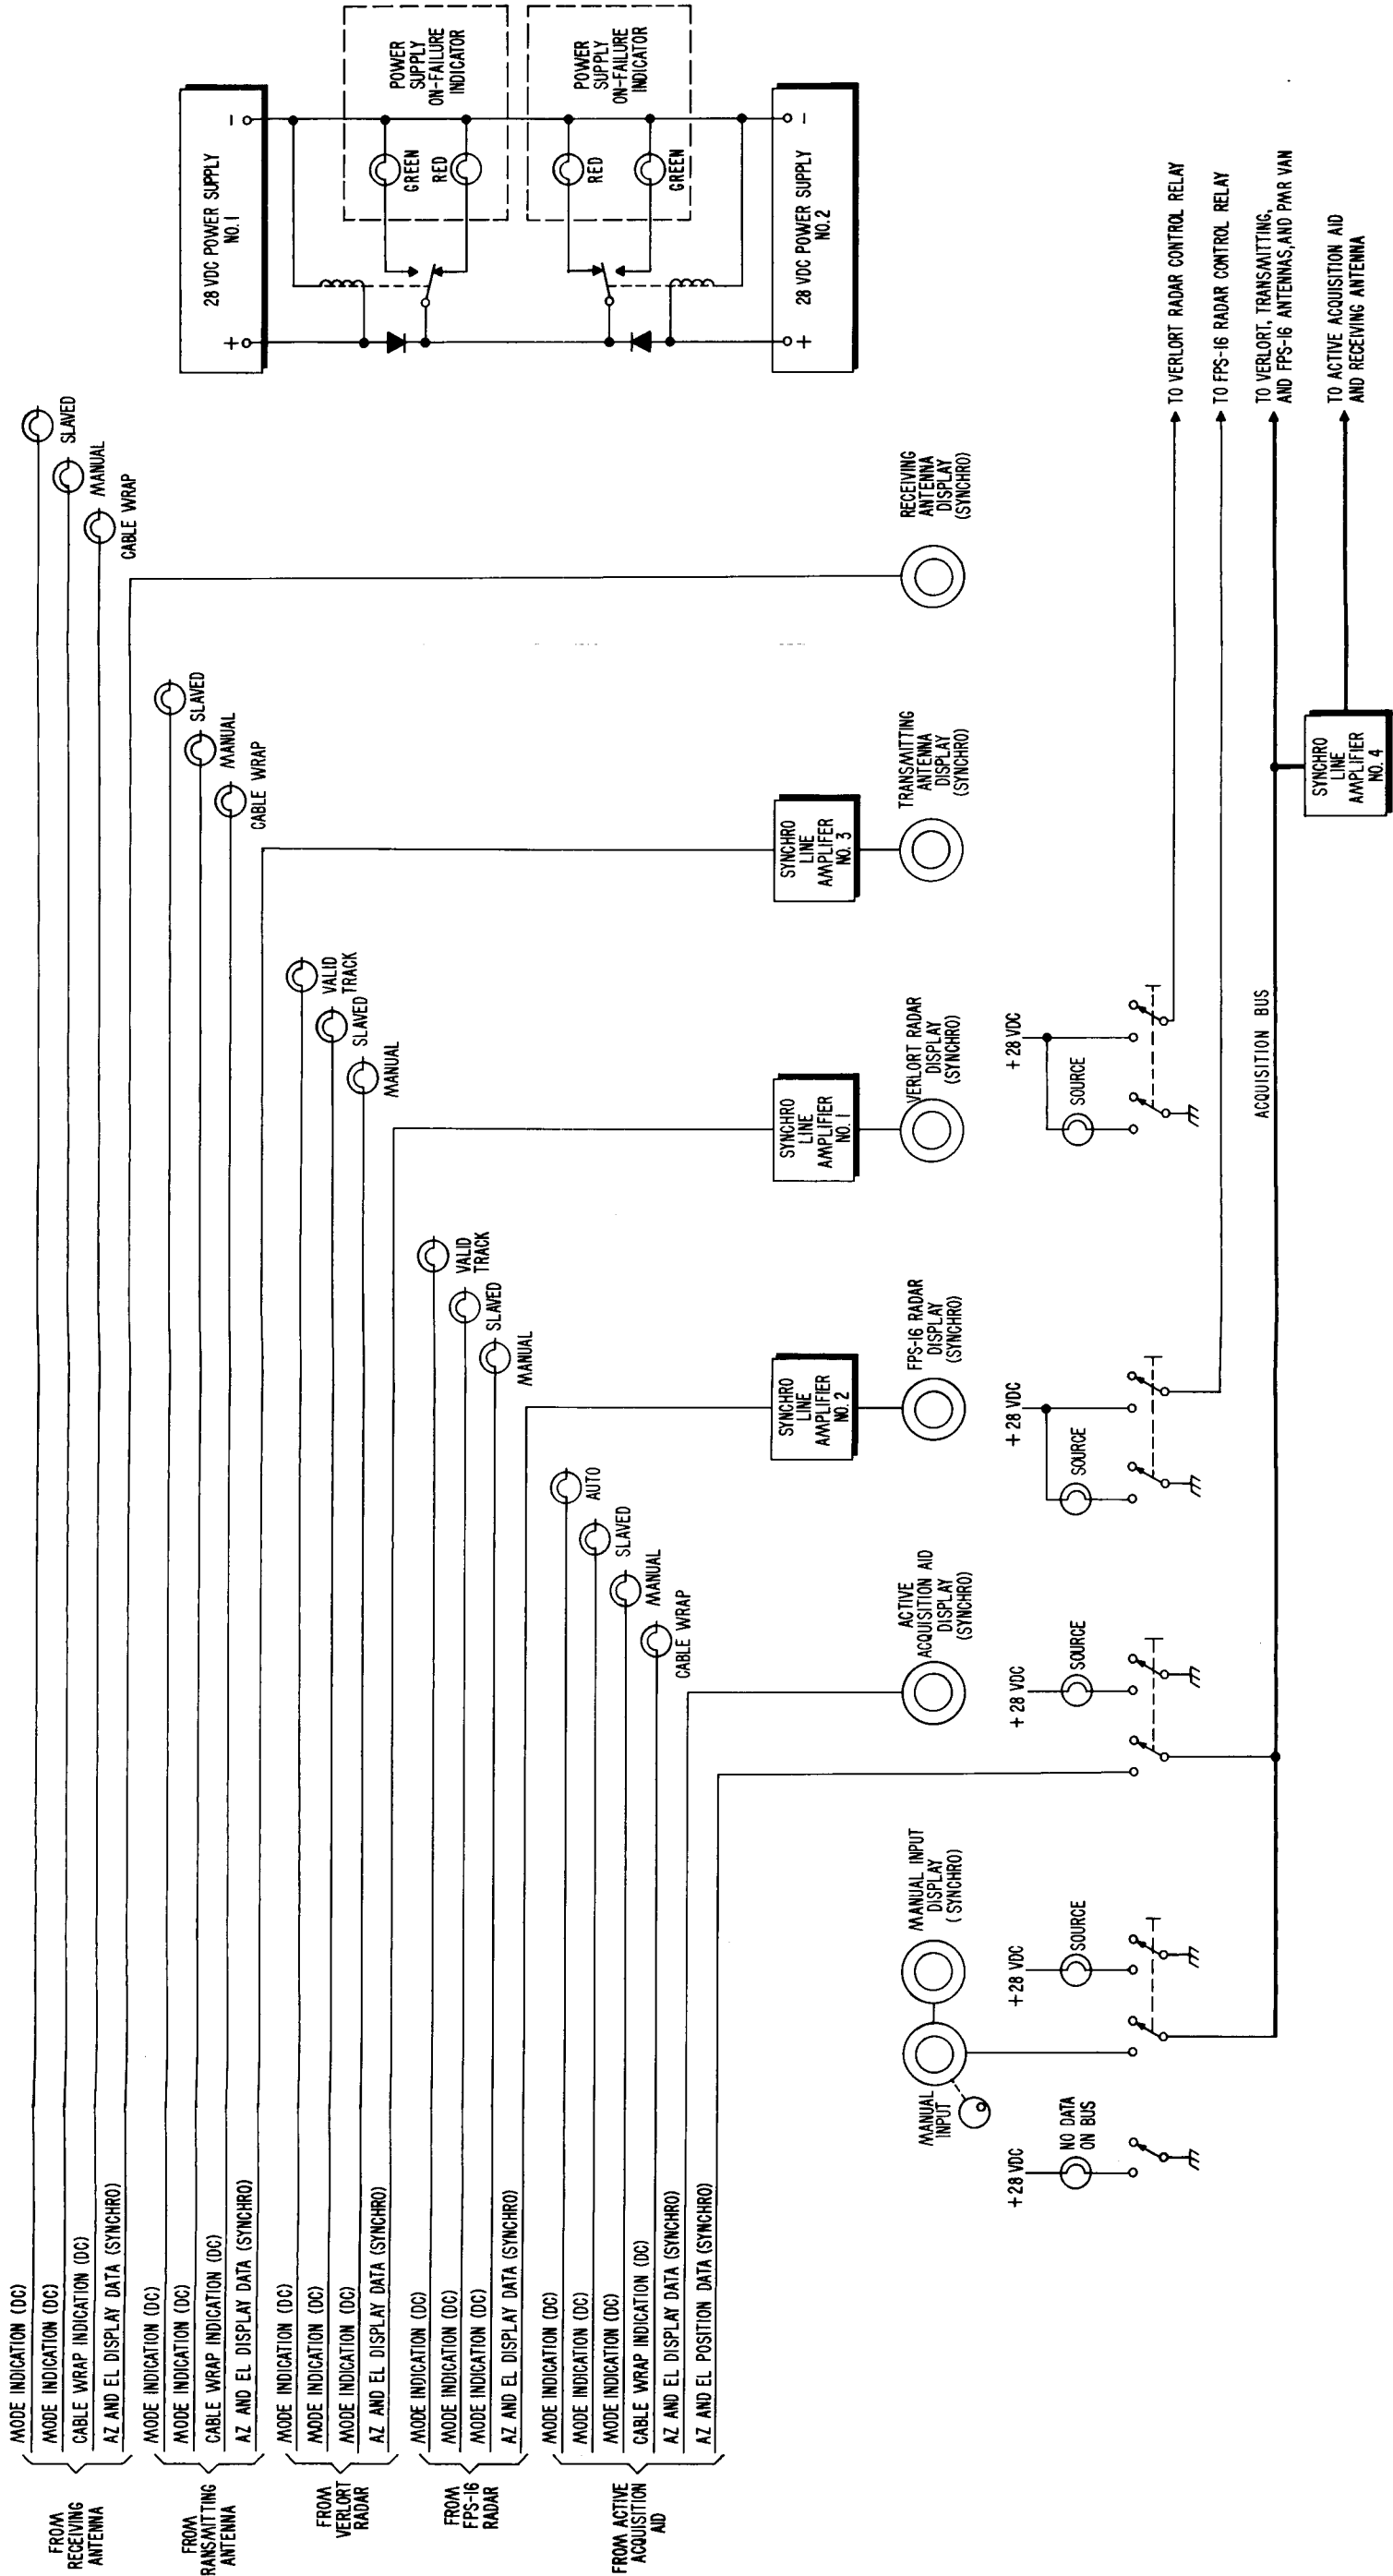 MODE INDICATION (DC)
MODE INDICATION (DC)
CABLE WRAP INDICATION (DC)
AZ AND EL DISPLAY DATA (SYNCHRO)
FROM
RECEIVING
ANTENNA
SLAVED
MANUAL
CABLE WRAP
MODE INDICATION (DC)
MODE INDICATION (DC)
CABLE WRAP INDICATION (DC)
AZ AND EL DISPLAY DATA (SYNCHRO)
FROM
RANSMITTING
ANTENNA
SLAVED
MANUAL
CABLE WRAP
MODE INDICATION (DC)
MODE INDICATION (DC)
MODE INDICATION (DC)
AZ AND EL DISPLAY DATA (SYNCHRO)
FROM
VERLORT
RADAR
VALID
TRACK
SLAVED
MANUAL
MODE INDICATION (DC)
MODE INDICATION (DC)
MODE INDICATION (DC)
AZ AND EL DISPLAY DATA (SYNCHRO)
FROM
FPS-16
RADAR
VALID
TRACK
SLAVED
MANUAL
MODE INDICATION (DC)
MODE INDICATION (DC)
MODE INDICATION (DC)
CABLE WRAP INDICATION (DC)
AZ AND EL DISPLAY DATA (SYNCHRO)
AZ AND EL POSITION DATA (SYNCHRO)
FROM ACTIVE
ACQUISITION
AID
AUTO
SLAVED
MANUAL
CABLE WRAP
28 VDC POWER SUPPLY
NO. 1
+
-
POWER
SUPPLY
ON-FAILURE
INDICATOR
GREEN
RED
POWER
SUPPLY
ON-FAILURE
INDICATOR
RED
GREEN
28 VDC POWER SUPPLY
NO. 2
+
-
SYNCHRO
LINE
AMPLIFIER
NO. 2
SYNCHRO
LINE
AMPLIFIER
NO. 1
SYNCHRO
LINE
AMPLIFER
NO. 3
MANUAL
INPUT
MANUAL INPUT
DISPLAY
(SYNCHRO)
ACTIVE
ACQUISITION AID
DISPLAY
(SYNCHRO)
FPS-16 RADAR
DISPLAY
(SYNCHRO)
VERLORT RADAR
DISPLAY
(SYNCHRO)
TRANSMITTING
ANTENNA
DISPLAY
(SYNCHRO)
RECEIVING
ANTENNA
DISPLAY
(SYNCHRO)
+28 VDC
NO DATA
ON BUS
+28 VDC
SOURCE
+ 28 VDC
SOURCE
+ 28 VDC
SOURCE
+ 28 VDC
SOURCE
ACQUISITION BUS
TO VERLORT RADAR CONTROL RELAY
TO FPS-16 RADAR CONTROL RELAY
TO VERLORT, TRANSMITTING,
AND FPS-16 ANTENNAS, AND PMR VAN
SYNCHRO
LINE
AMPLIFIER
NO. 4
TO ACTIVE ACQUISITION AID
AND RECEIVING ANTENNA